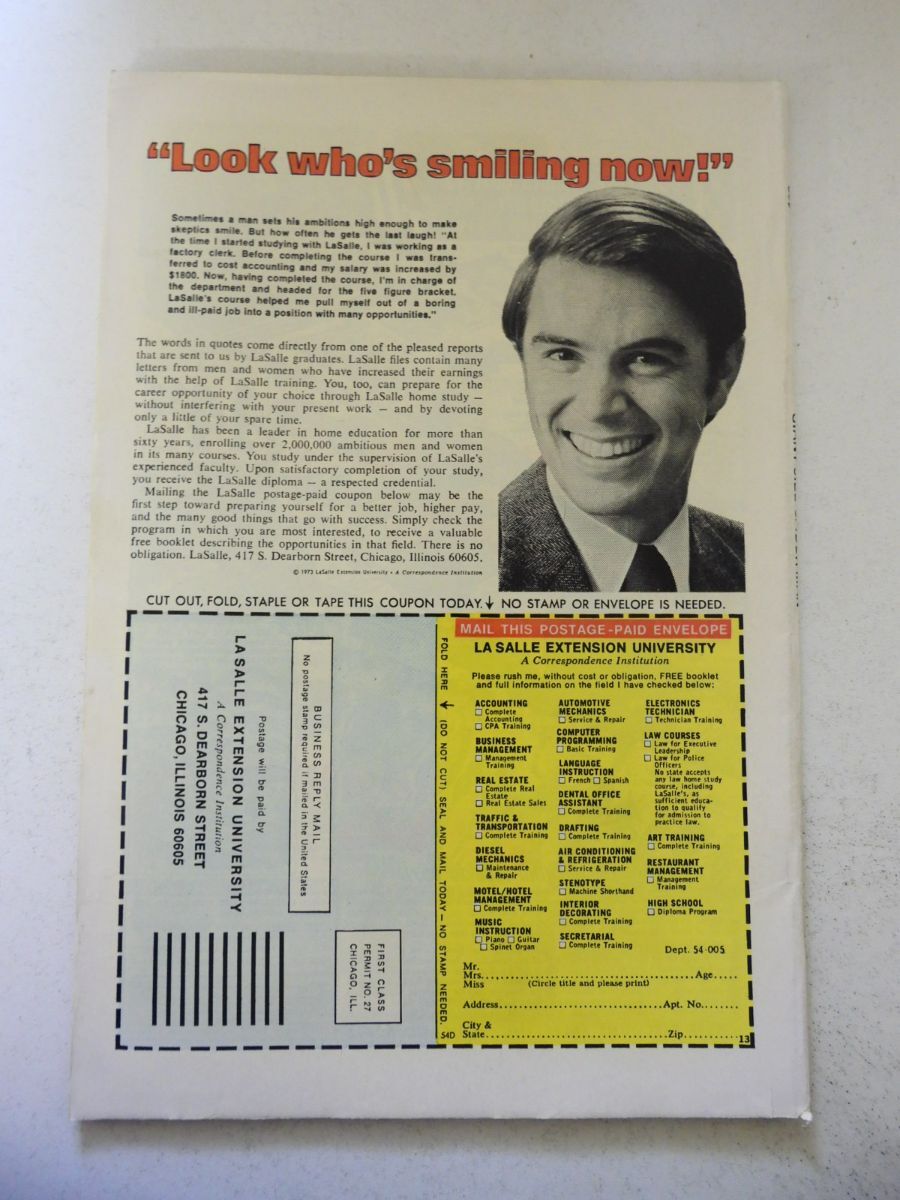 “Look who’s smiling now!”
Sometimes a man sets his ambitions high enough to make
skeptics smile. But how often he gets the last laugh! “At
the time I started studying with LaSalle, I was working as a
factory clerk. Before completing the course I was trans-
ferred to cost accounting and my salary was increased by
$1800. Now, having completed the course, I’m in charge of
the department and headed for the five figure bracket.
LaSalle’s course helped me pull myself out of a boring
and ill-paid job into a position with many opportunities.”
The words in quotes come directly from one of the pleased reports
that are sent to us by LaSalle graduates. LaSalle files contain many
letters from men and women who have increased their earnings
with the help of LaSalle training. You, too, can prepare for the
career opportunity of your choice through LaSalle home study —
without interfering with your present work — and by devoting
only a little of your spare time.
LaSalle has been a leader in home education for more than
sixty years, enrolling over 2,000,000 ambitious men and women
in its many courses. You study under the supervision of LaSalle’s
experienced faculty. Upon satisfactory completion of your study,
you receive the LaSalle diploma — a respected credential.
Mailing the LaSalle postage-paid coupon below may be the
first step toward preparing yourself for a better job, higher pay,
and the many good things that go with success. Simply check the
program in which you are most interested, to receive a valuable
free booklet describing the opportunities in that field. There is no
obligation. LaSalle, 417 S. Dearborn Street, Chicago, Illinois 60605.
© 1973 LaSalle Extension University • A Correspondence Institution
CUT OUT, FOLD, STAPLE OR TAPE THIS COUPON TODAY. ↓ NO STAMP OR ENVELOPE IS NEEDED.
BUSINESS REPLY MAIL
No postage stamp required if mailed in the United States
Postage will be paid by
LA SALLE EXTENSION UNIVERSITY
A Correspondence Institution
417 S. DEARBORN STREET
CHICAGO, ILLINOIS 60605
FIRST CLASS
PERMIT NO. 27
CHICAGO, ILL.
FOLD HERE → (DO NOT CUT) SEAL AND MAIL TODAY — NO STAMP NEEDED.
MAIL THIS POSTAGE-PAID ENVELOPE
LA SALLE EXTENSION UNIVERSITY
A Correspondence Institution
Please rush me, without cost or obligation, FREE booklet
and full information on the field I have checked below:
ACCOUNTING
☐ Complete
Accounting
☐ CPA Training
BUSINESS
MANAGEMENT
☐ Management
Training
REAL ESTATE
☐ Complete Real
Estate
☐ Real Estate Sales
TRAFFIC &
TRANSPORTATION
☐ Complete Training
DIESEL
MECHANICS
☐ Maintenance
& Repair
MOTEL/HOTEL
MANAGEMENT
☐ Complete Training
MUSIC
INSTRUCTION
☐ Piano ☐ Guitar
☐ Spinet Organ
AUTOMOTIVE
MECHANICS
☐ Service & Repair
COMPUTER
PROGRAMMING
☐ Basic Training
LANGUAGE
INSTRUCTION
☐ French ☐ Spanish
DENTAL OFFICE
ASSISTANT
☐ Complete Training
DRAFTING
☐ Complete Training
AIR CONDITIONING
& REFRIGERATION
☐ Service & Repair
STENOTYPE
☐ Machine Shorthand
INTERIOR
DECORATING
☐ Complete Training
SECRETARIAL
☐ Complete Training
ELECTRONICS
TECHNICIAN
☐ Technician Training
LAW COURSES
☐ Law for Executive
Leadership
☐ Law for Police
Officers
No state accepts
any law home study
course, including
LaSalle’s, as
sufficient educa-
tion to qualify
for admission to
practice law.
ART TRAINING
☐ Complete Training
RESTAURANT
MANAGEMENT
☐ Management
Training
HIGH SCHOOL
☐ Diploma Program
Dept. 54-005
Mr.
Mrs. Age
Miss (Circle title and please print)
Address Apt. No.
City &
State Zip
54D
13